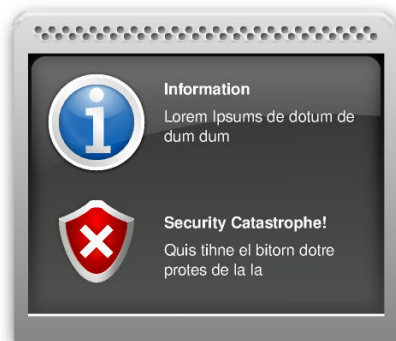 Information
Lorem Ipsums de dotum de
dum dum
Security Catastrophe!
Quis tihne el bitorn dotre
protes de la la